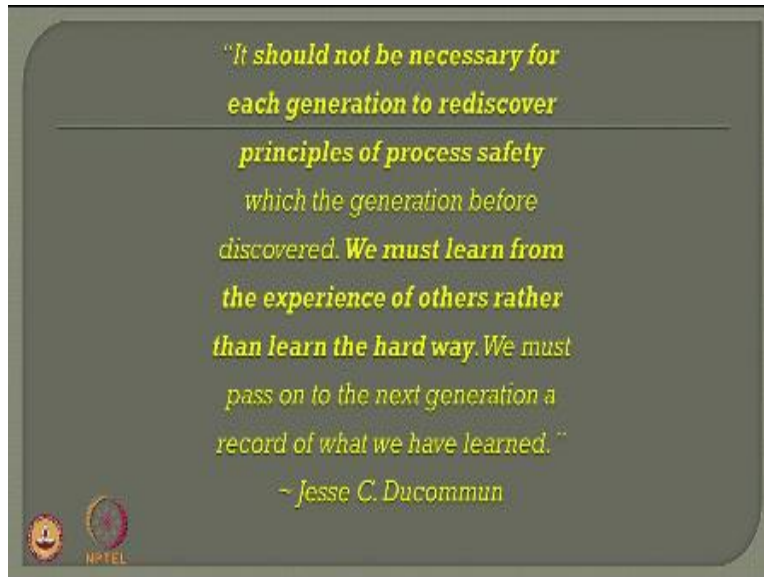 “It should not be necessary for
each generation to rediscover
principles of process safety
which the generation before
discovered. We must learn from
the experience of others rather
than learn the hard way. We must
pass on to the next generation a
record of what we have learned.¨
~ Jesse C. Ducommun
NPTEL